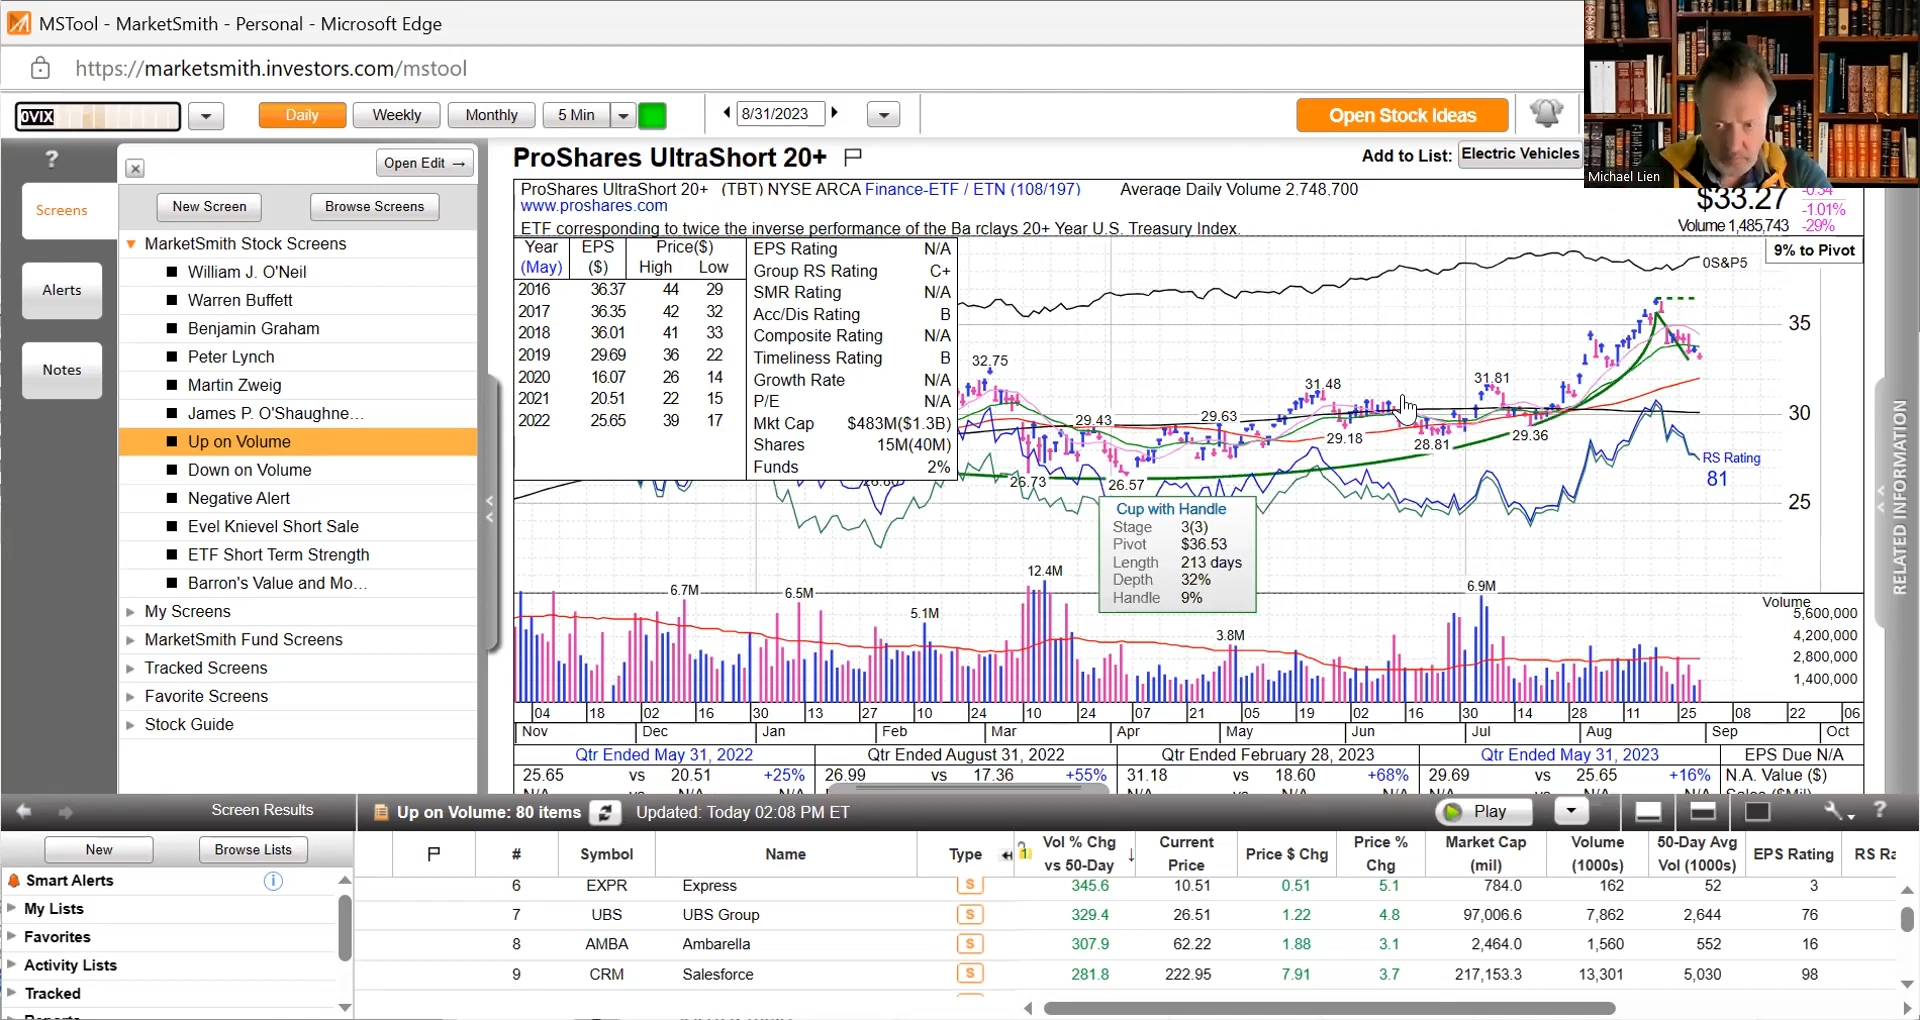 MSTool - MarketSmith - Personal - Microsoft Edge
https://marketsmith.investors.com/mstool
0VIX
Daily
Weekly
Monthly
5 Min
8/31/2023
Open Stock Ideas
Michael Lien
?
Screens
Alerts
Notes
Open Edit →
New Screen
Browse Screens
MarketSmith Stock Screens
William J. O'Neil
Warren Buffett
Benjamin Graham
Peter Lynch
Martin Zweig
James P. O'Shaughne...
Up on Volume
Down on Volume
Negative Alert
Evel Knievel Short Sale
ETF Short Term Strength
Barron's Value and Mo...
My Screens
MarketSmith Fund Screens
Tracked Screens
Favorite Screens
Stock Guide
ProShares UltraShort 20+
Add to List: Electric Vehicles
ProShares UltraShort 20+ (TBT) NYSE ARCA Finance-ETF / ETN (108/197) Average Daily Volume 2,748,700
www.proshares.com
ETF corresponding to twice the inverse performance of the Ba rclays 20+ Year U.S. Treasury Index.
$33.27 -0.34
-1.01%
Volume 1,485,743 -29%
9% to Pivot
Year EPS Price($)
(May) ($) High Low
2016 36.37 44 29
2017 36.35 42 32
2018 36.01 41 33
2019 29.69 36 22
2020 16.07 26 14
2021 20.51 22 15
2022 25.65 39 17
EPS Rating N/A
Group RS Rating C+
SMR Rating N/A
Acc/Dis Rating B
Composite Rating N/A
Timeliness Rating B
Growth Rate N/A
P/E N/A
Mkt Cap $483M($1.3B)
Shares 15M(40M)
Funds 2%
0S&P5
35
32.75
31.48
31.81
30
29.43
29.63
29.18
28.81
29.36
RS Rating
81
26.73
26.57
25
Cup with Handle
Stage 3(3)
Pivot $36.53
Length 213 days
Depth 32%
Handle 9%
6.7M
6.5M
5.1M
12.4M
3.8M
6.9M
Volume
5,600,000
4,200,000
2,800,000
1,400,000
04 18 02 16 30 13 27 10 24 10 24 07 21 05 19 02 16 30 14 28 11 25 08 22 06
Nov Dec Jan Feb Mar Apr May Jun Jul Aug Sep Oct
Qtr Ended May 31, 2022 Qtr Ended August 31, 2022 Qtr Ended February 28, 2023 Qtr Ended May 31, 2023 EPS Due N/A
25.65 vs 20.51 +25% 26.99 vs 17.36 +55% 31.18 vs 18.60 +68% 29.69 vs 25.65 +16% N.A. Value ($)
RELATED INFORMATION
Screen Results
Up on Volume: 80 items
Updated: Today 02:08 PM ET
Play
?
New
Browse Lists
Smart Alerts
My Lists
Favorites
Activity Lists
Tracked
# Symbol Name Type Vol % Chg vs 50-Day Current Price Price $ Chg Price % Chg Market Cap (mil) Volume (1000s) 50-Day Avg Vol (1000s) EPS Rating RS Ra
6 EXPR Express S 345.6 10.51 0.51 5.1 784.0 162 52 3
7 UBS UBS Group S 329.4 26.51 1.22 4.8 97,006.6 7,862 2,644 76
8 AMBA Ambarella S 307.9 62.22 1.88 3.1 2,464.0 1,560 552 16
9 CRM Salesforce S 281.8 222.95 7.91 3.7 217,153.3 13,301 5,030 98